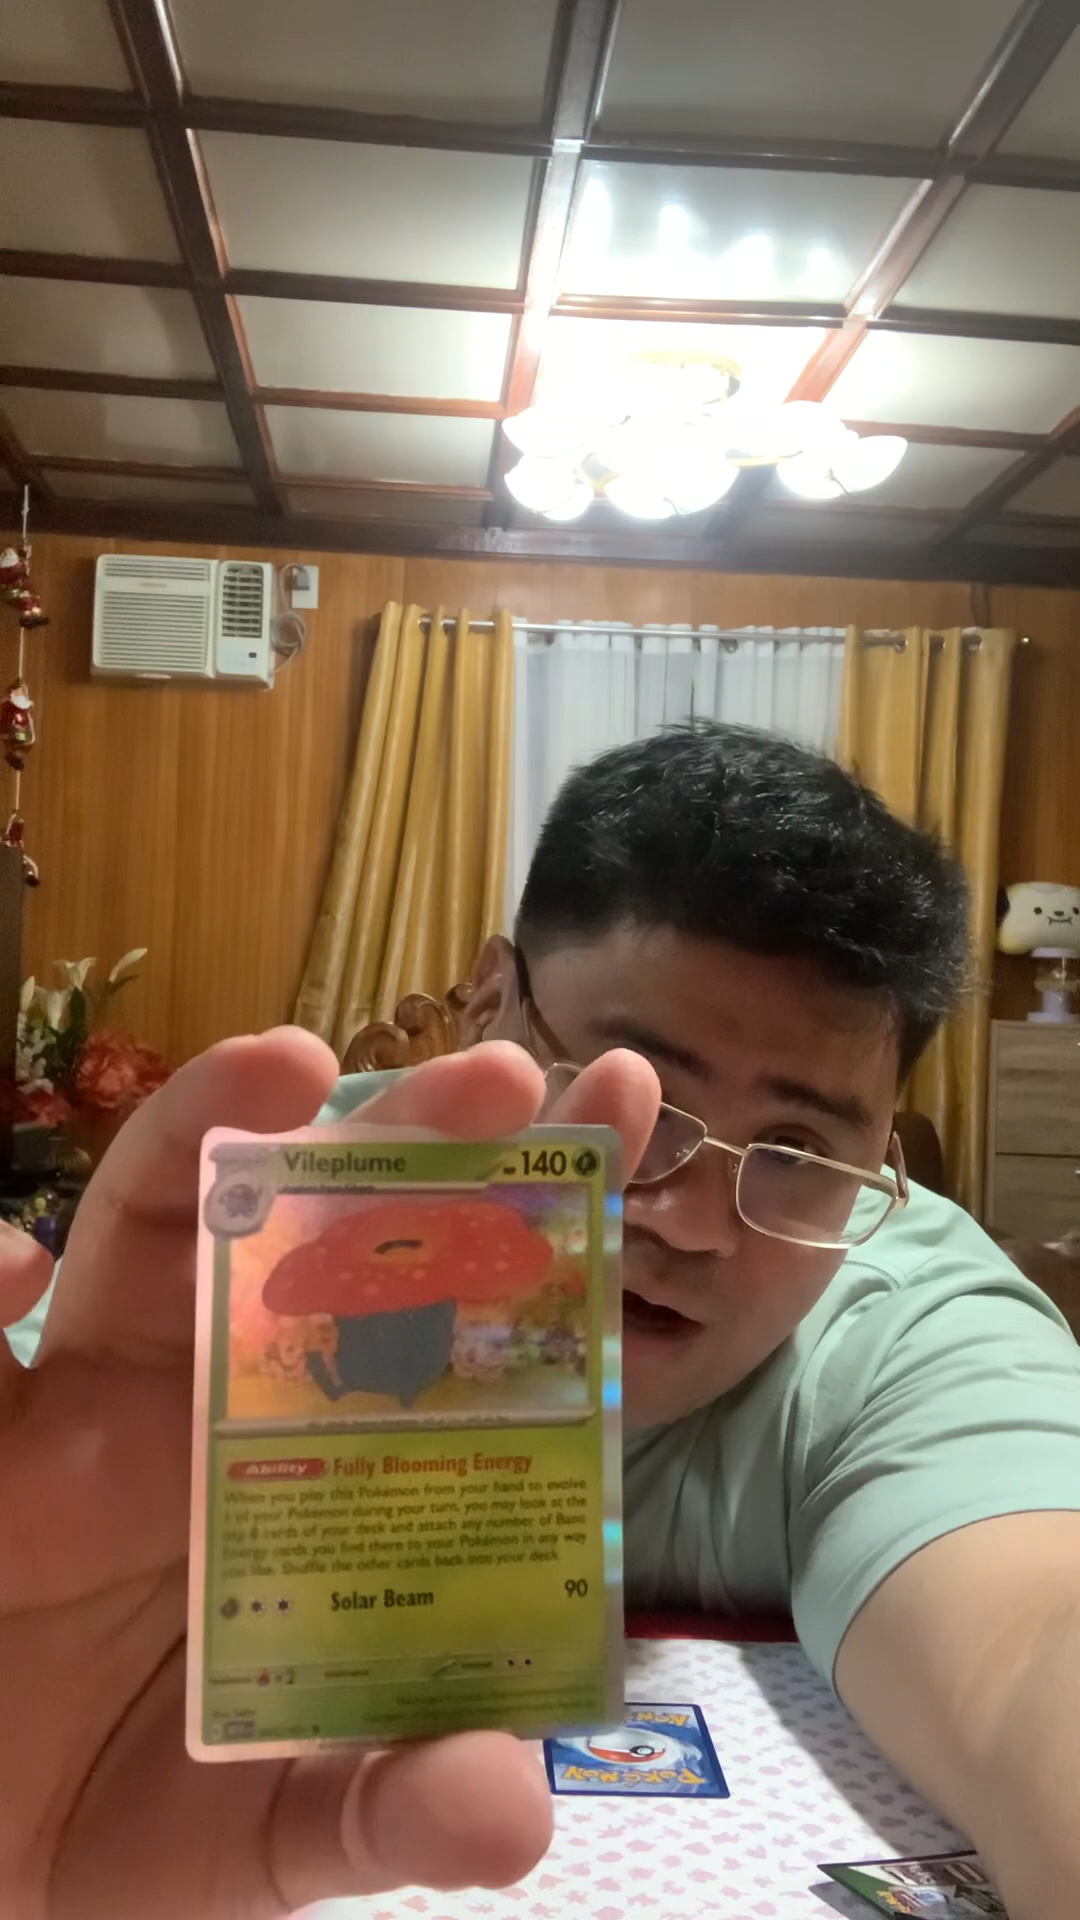 Vileplume
140
Ability Fully Blooming Energy
When you play this Pokémon from your hand to evolve
1 of your Pokémon during your turn, you may look at the
top 8 cards of your deck and attach any number of Basic
Energy cards you find there to your Pokémon in any way
you like. Shuffle the other cards back into your deck.
Solar Beam
90
x2
POKéMON